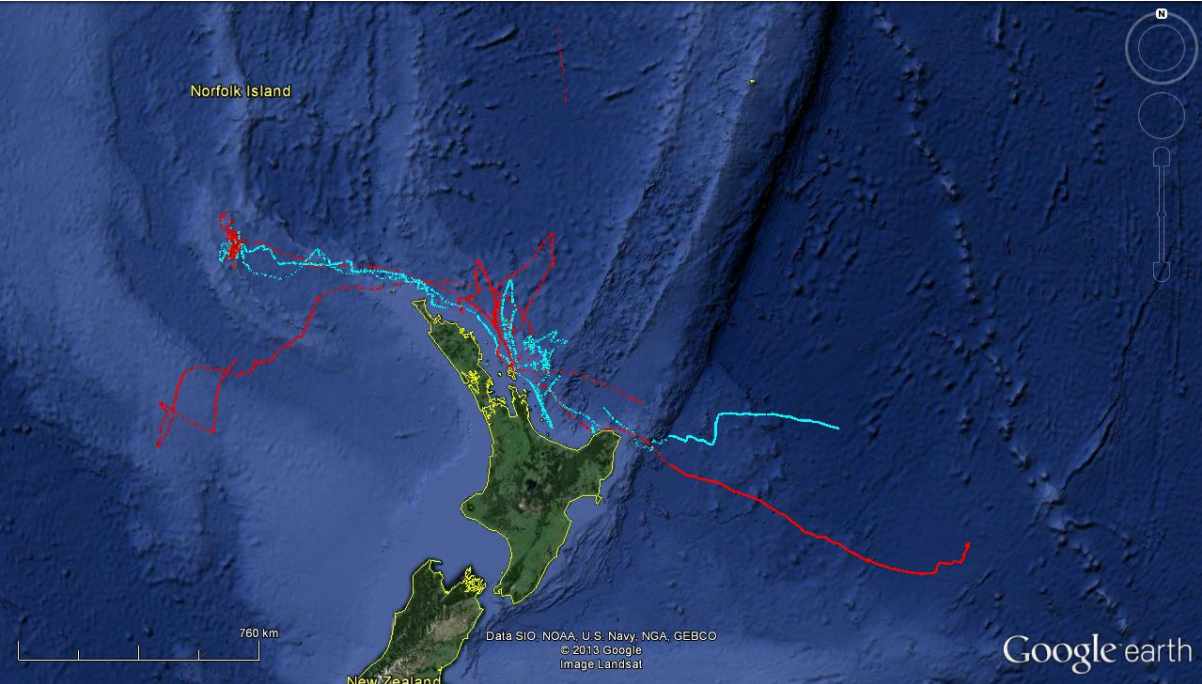 N
Norfolk Island
760 km
Data SIO, NOAA, U.S. Navy, NGA, GEBCO
© 2013 Google
Image Landsat
Google earth
New Zealand